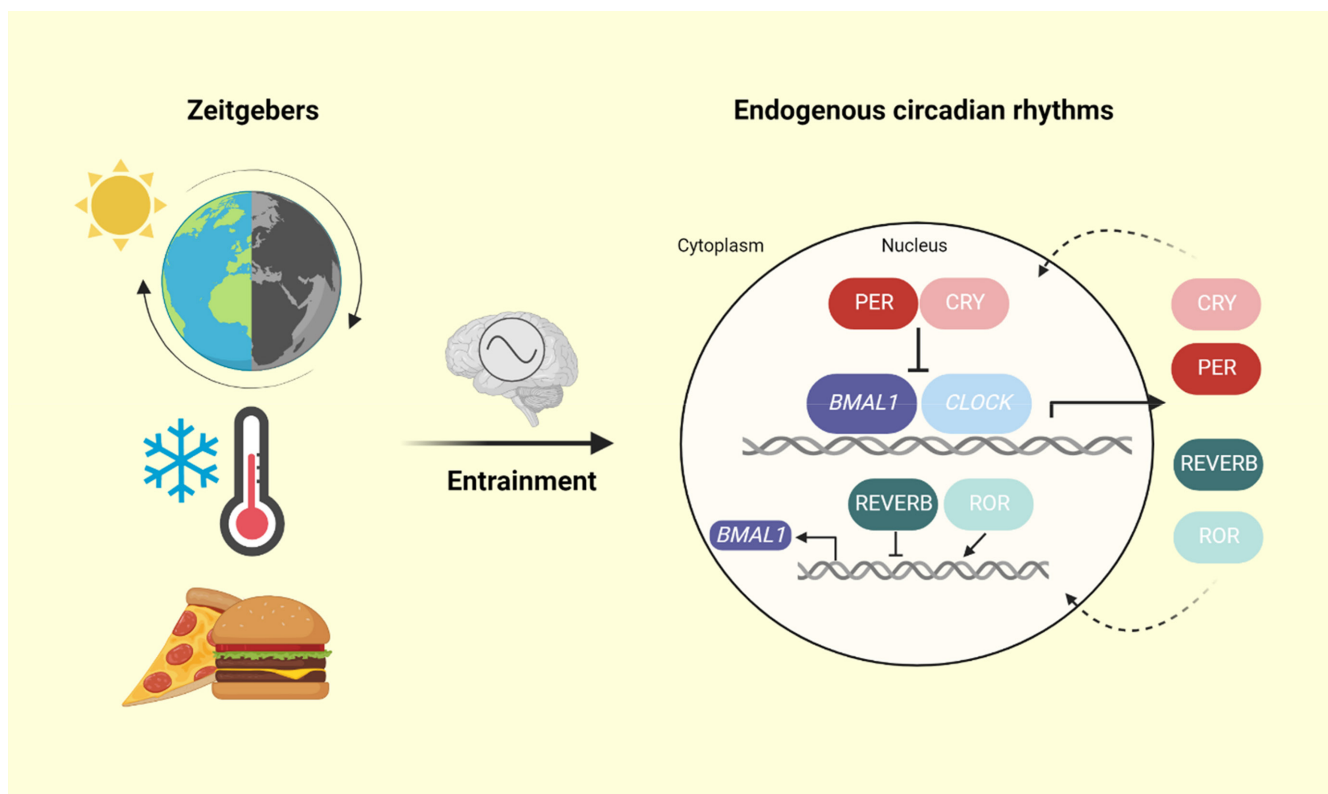 Zeitgebers
Endogenous circadian rhythms
Cytoplasm
Nucleus
PER
CRY
CRY
PER
BMAL1
CLOCK
Entrainment
REVERB
REVERB
ROR
BMAL1
ROR